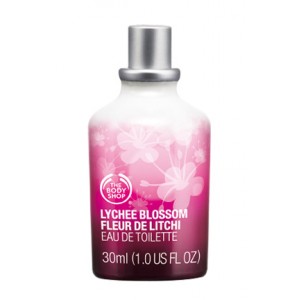 THE
BODY
SHOP
LYCHEE BLOSSOM
FLEUR DE LITCHI
EAU DE TOILETTE
30ml (1.0 US FL OZ)